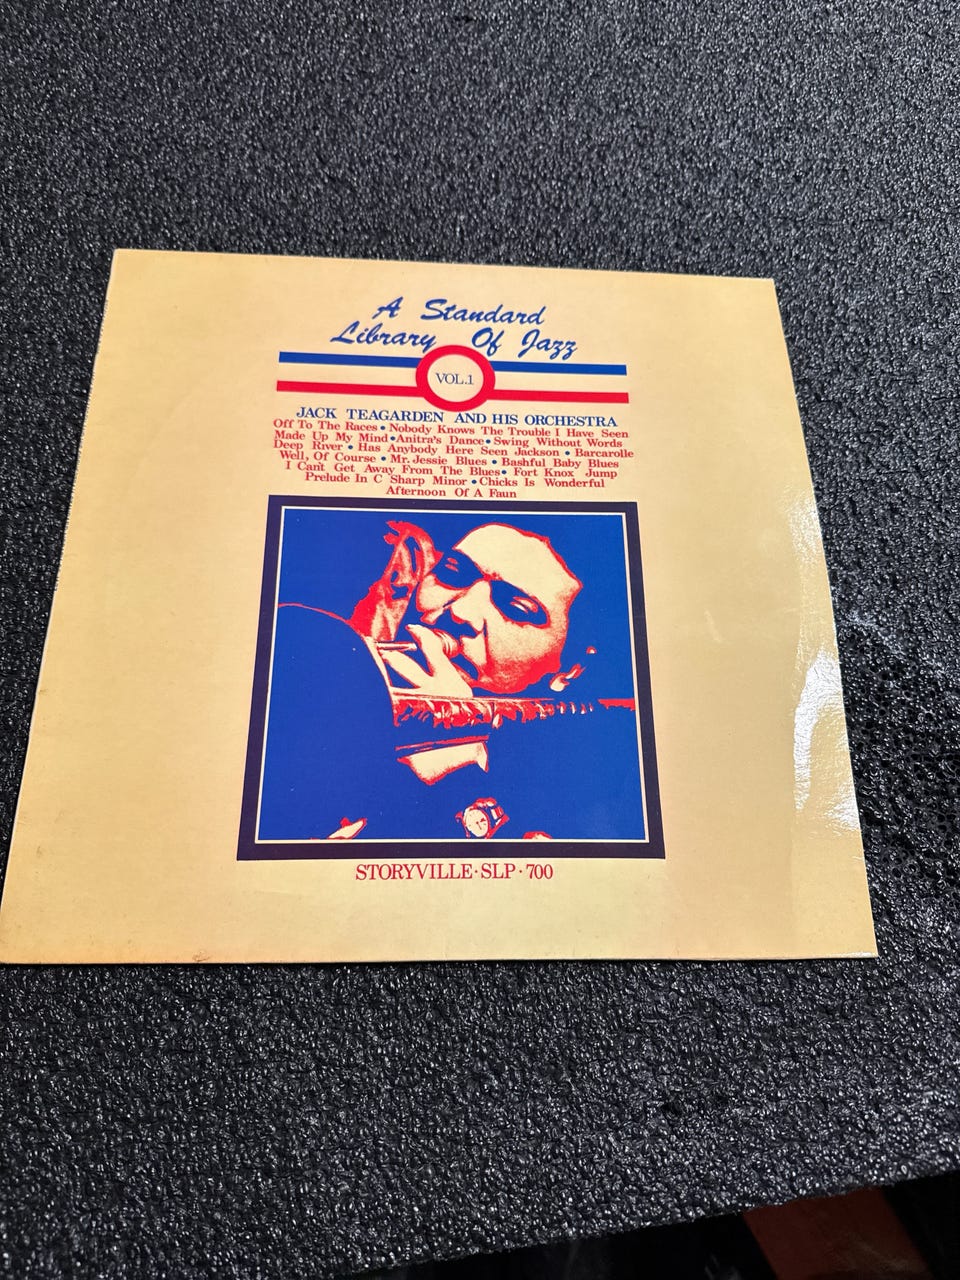 A Standard
Library Of Jazz
VOL.1
JACK TEAGARDEN AND HIS ORCHESTRA
Off To The Races • Nobody Knows The Trouble I Have Seen
Made Up My Mind • Anitra's Dance • Swing Without Words
Deep River • Has Anybody Here Seen Jackson • Barcarolle
Well, Of Course • Mr. Jessie Blues • Bashful Baby Blues
I Can't Get Away From The Blues • Fort Knox Jump
Prelude In C Sharp Minor • Chicks Is Wonderful
Afternoon Of A Faun
STORYVILLE · SLP · 700